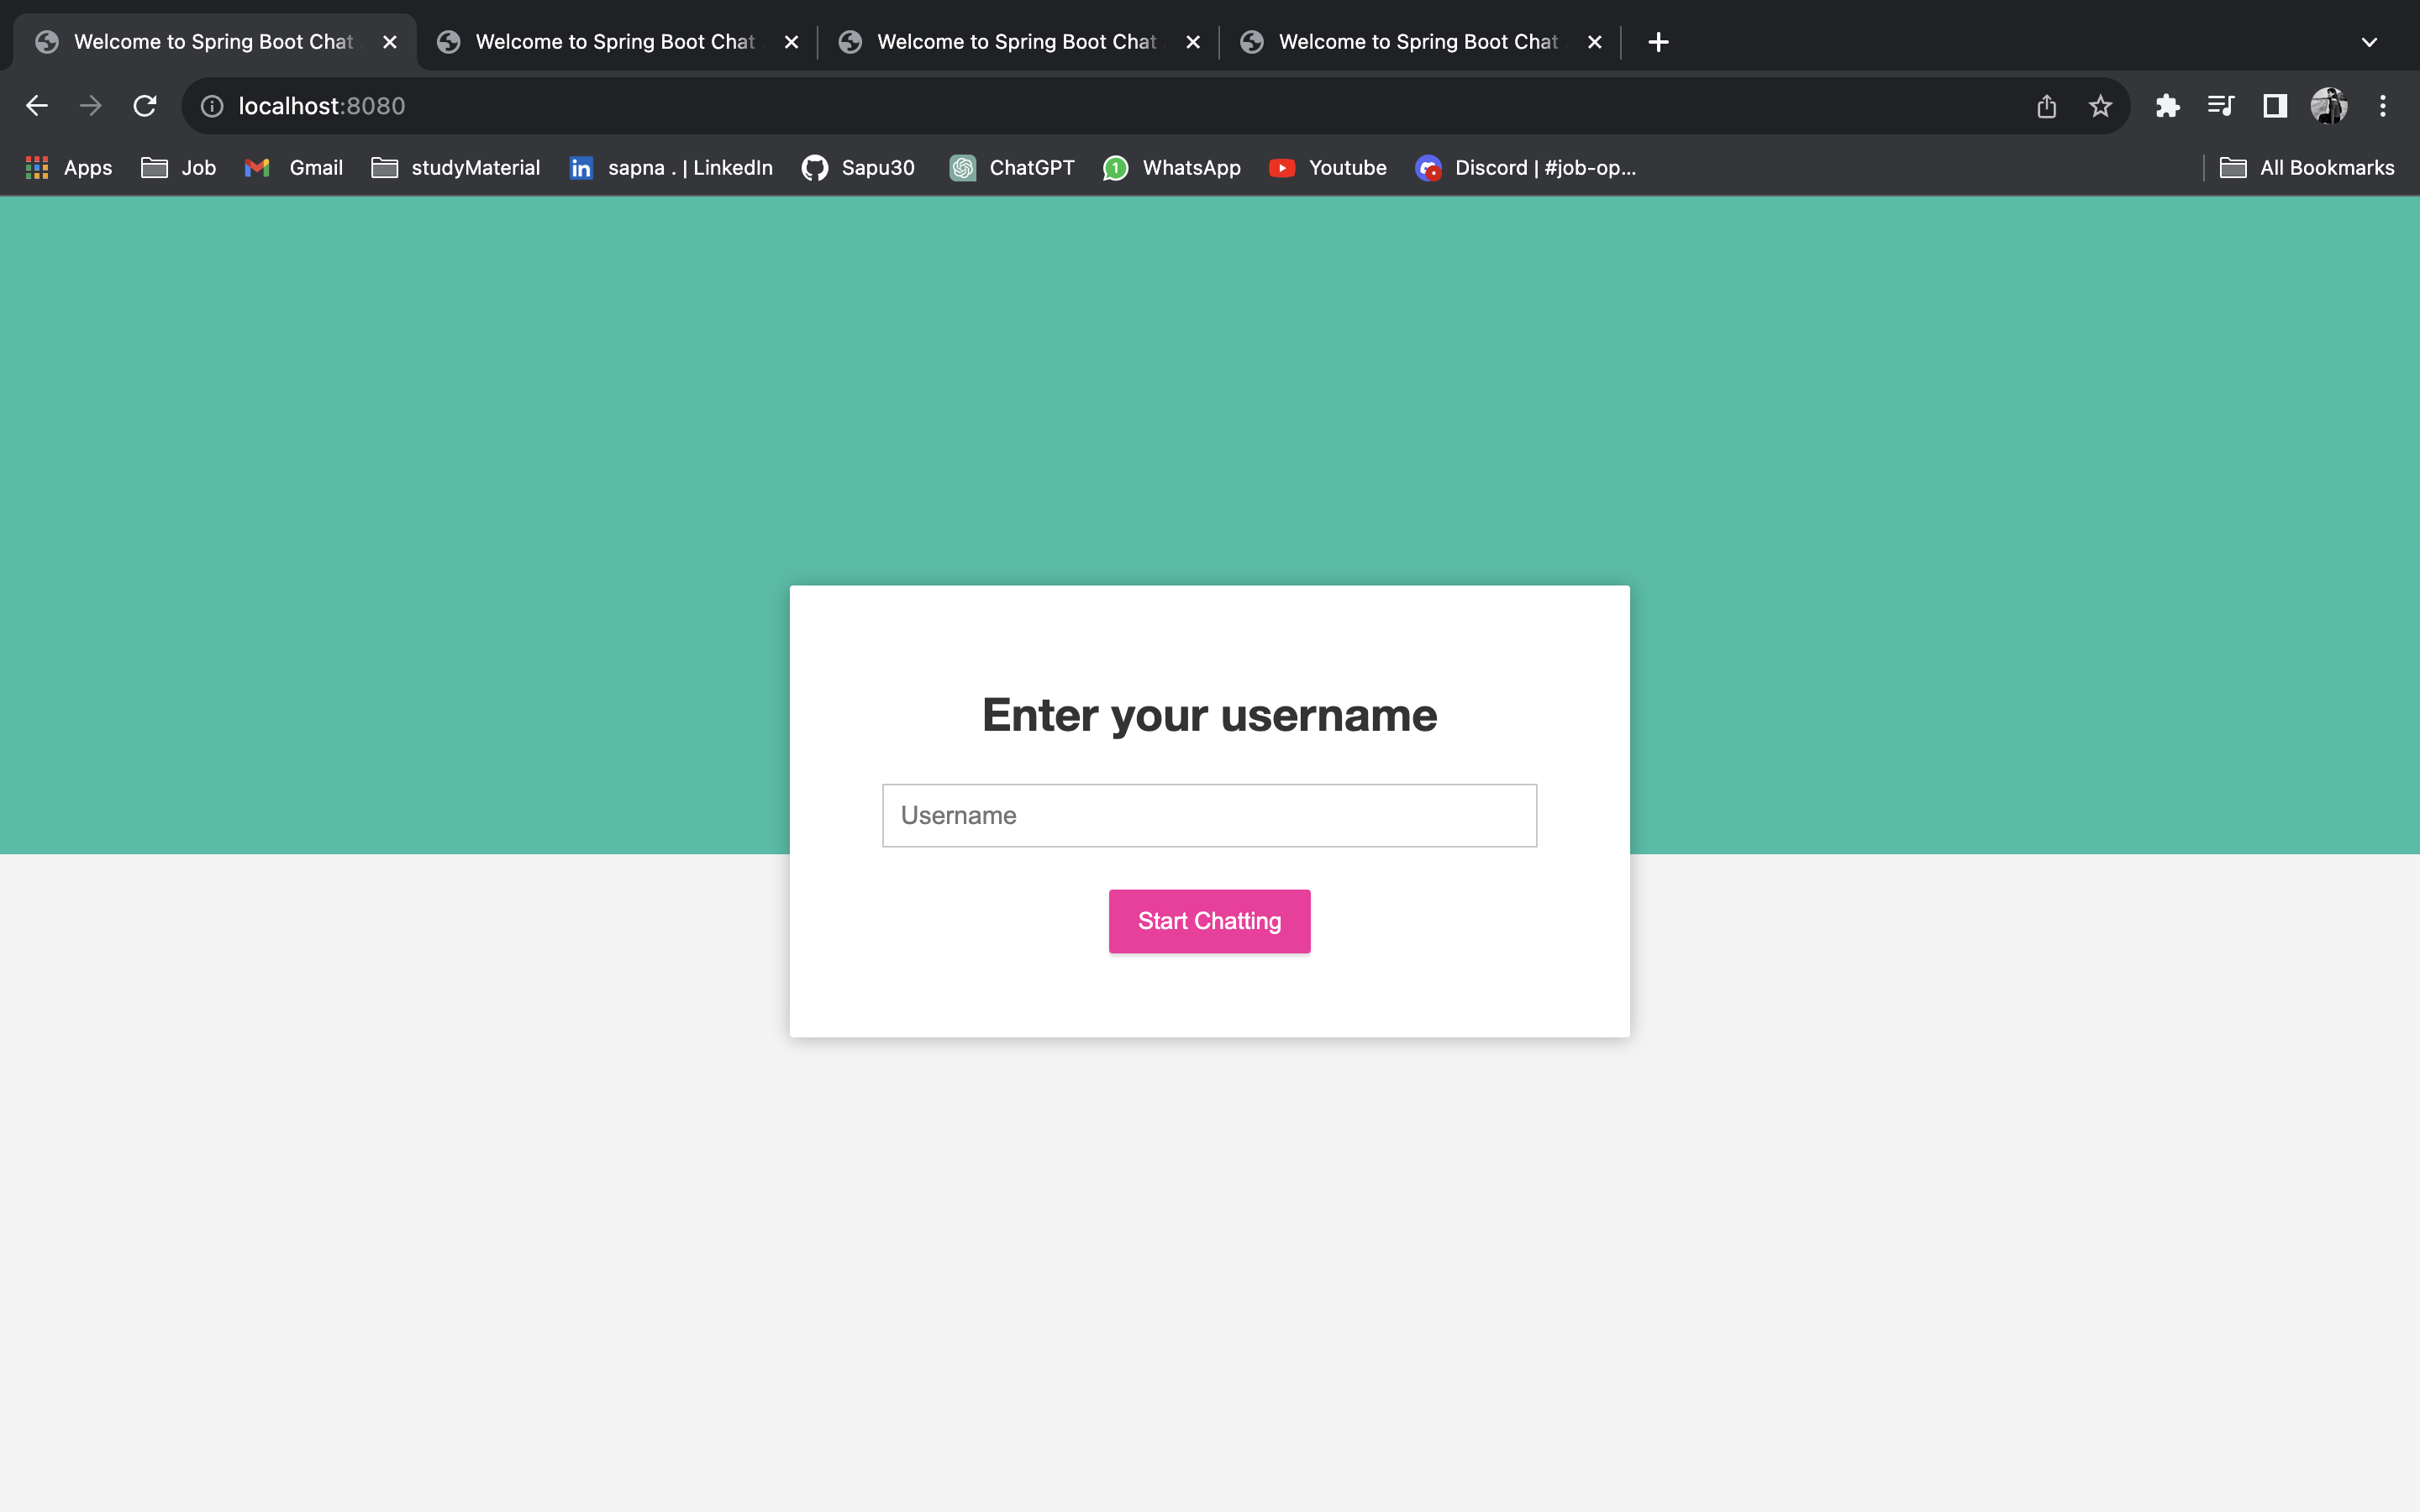 Welcome to Spring Boot Chat Welcome to Spring Boot Chat Welcome to Spring Boot Chat Welcome to Spring Boot Chat
localhost:8080
Apps Job Gmail studyMaterial sapna . | LinkedIn Sapu30 ChatGPT 1 WhatsApp Youtube Discord | #job-op... All Bookmarks
Enter your username
Username
Start Chatting